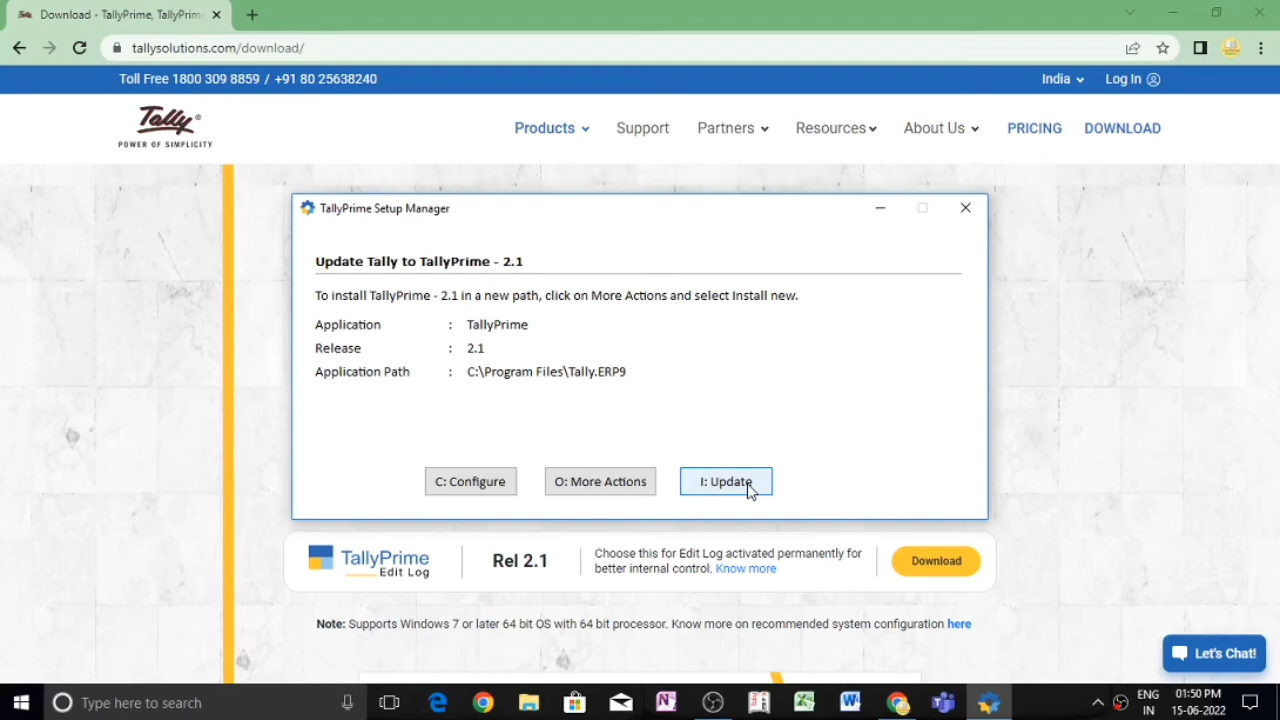 Download - TallyPrime, TallyPrim
tallysolutions.com/download/
Toll Free 1800 309 8859 / +91 80 25638240
India
Log In
Tally
POWER OF SIMPLICITY
Products
Support
Partners
Resources
About Us
PRICING
DOWNLOAD
TallyPrime Setup Manager
Update Tally to TallyPrime - 2.1
To install TallyPrime - 2.1 in a new path, click on More Actions and select Install new.
Application : TallyPrime
Release : 2.1
Application Path : C:\Program Files\Tally.ERP9
C: Configure
O: More Actions
I: Update
TallyPrime
Edit Log
Rel 2.1
Choose this for Edit Log activated permanently for
better internal control. Know more
Download
Note: Supports Windows 7 or later 64 bit OS with 64 bit processor. Know more on recommended system configuration here
Let's Chat!
Type here to search
ENG
IN
01:50 PM
15-06-2022